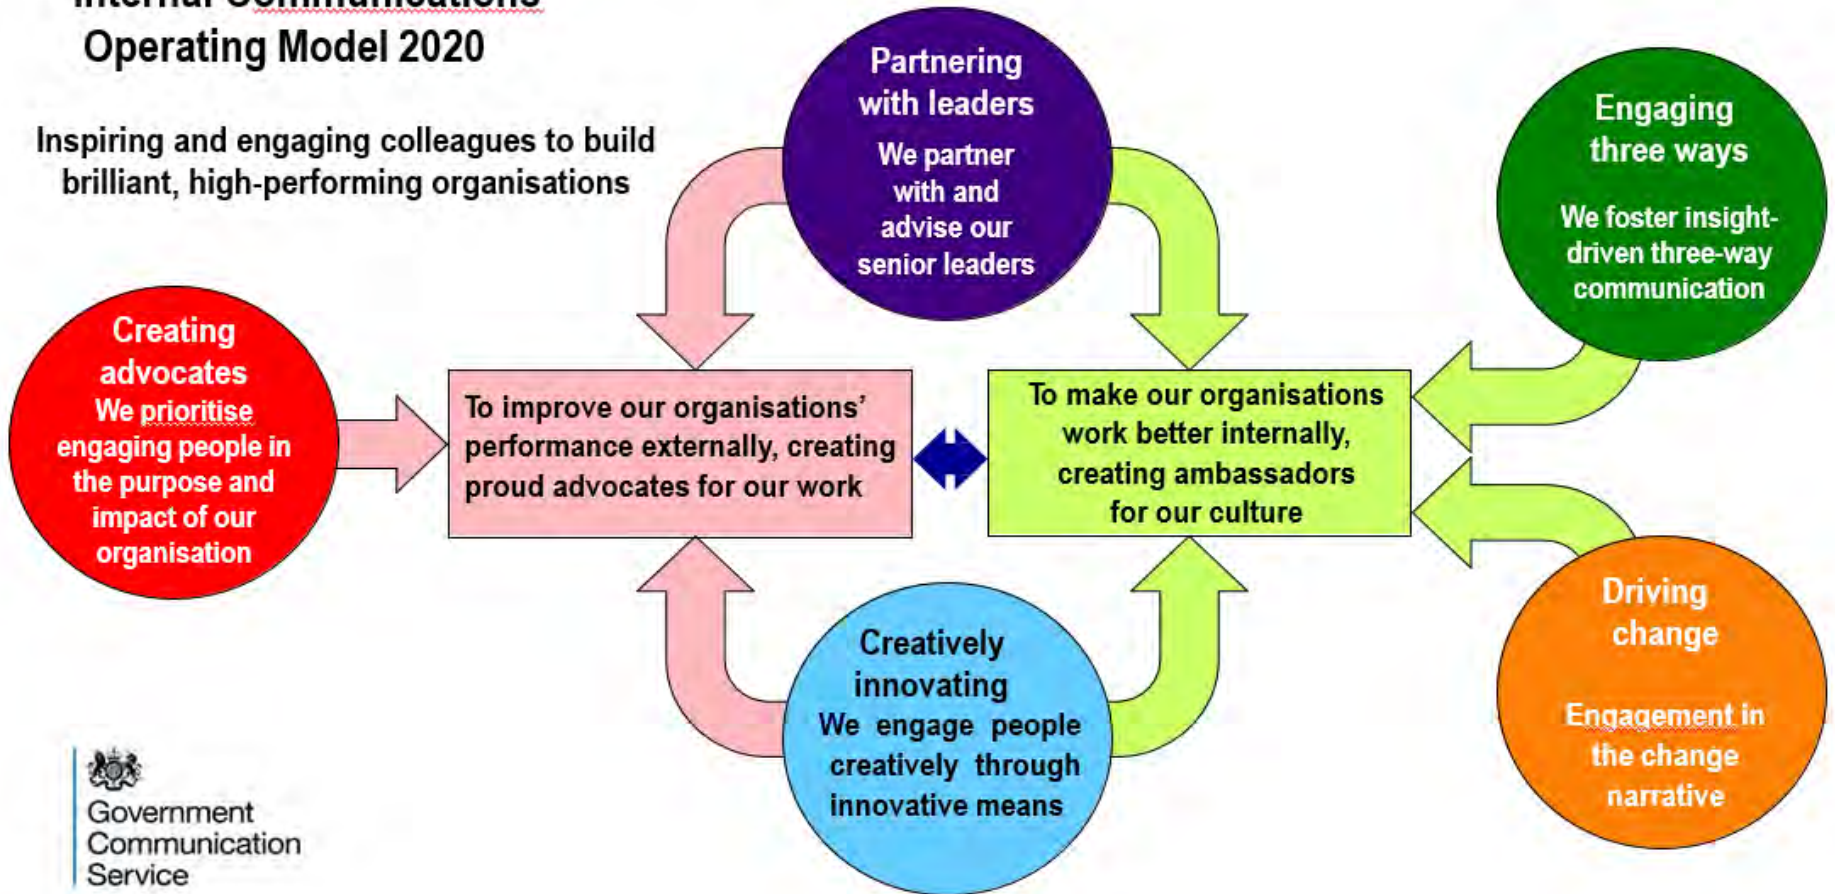 Internal Communications
Operating Model 2020
Inspiring and engaging colleagues to build
brilliant, high-performing organisations
Partnering
with leaders
We partner
with and
advise our
senior leaders
Engaging
three ways
We foster insight-
driven three-way
communication
Creating
advocates
We prioritise
engaging people in
the purpose and
impact of our
organisation
To improve our organisations’
performance externally, creating
proud advocates for our work
To make our organisations
work better internally,
creating ambassadors
for our culture
Creatively
innovating
We engage people
creatively through
innovative means
Driving
change
Engagement in
the change
narrative
Government
Communication
Service